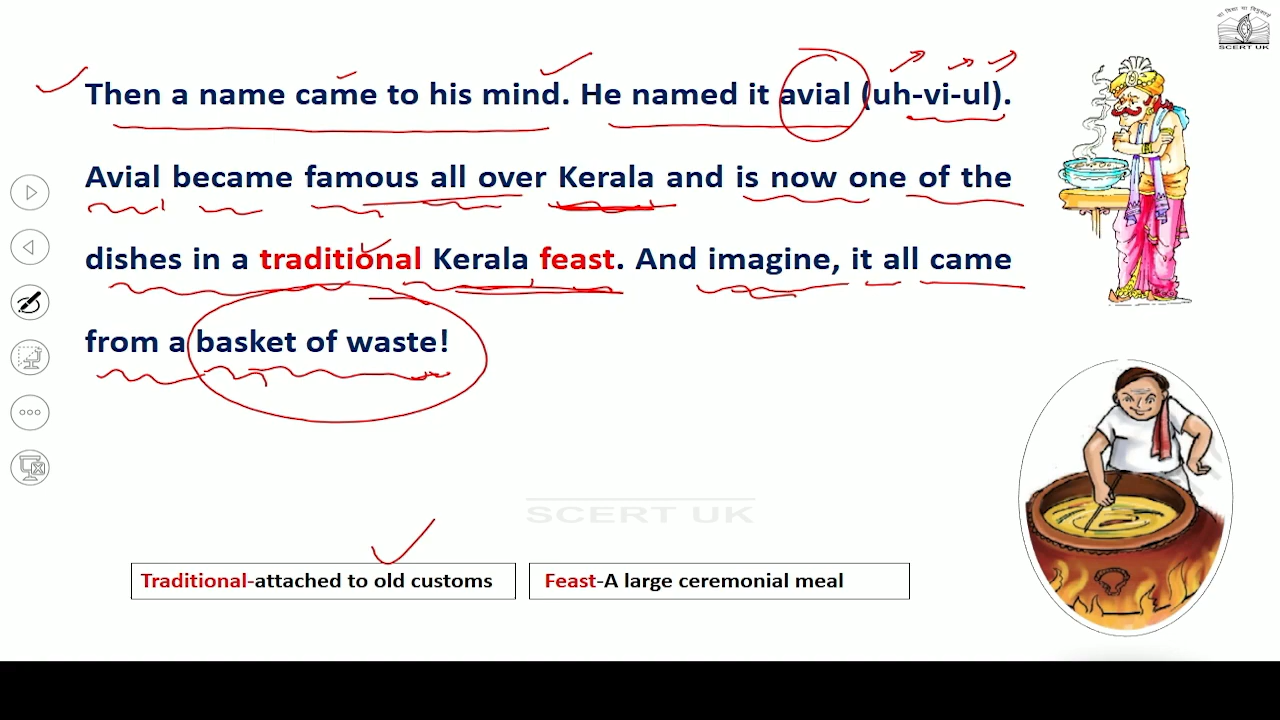 SCERT UK
Then a name came to his mind. He named it avial (uh-vi-ul).
Avial became famous all over Kerala and is now one of the
dishes in a traditional Kerala feast. And imagine, it all came
from a basket of waste!
SCERT UK
Traditional-attached to old customs
Feast-A large ceremonial meal